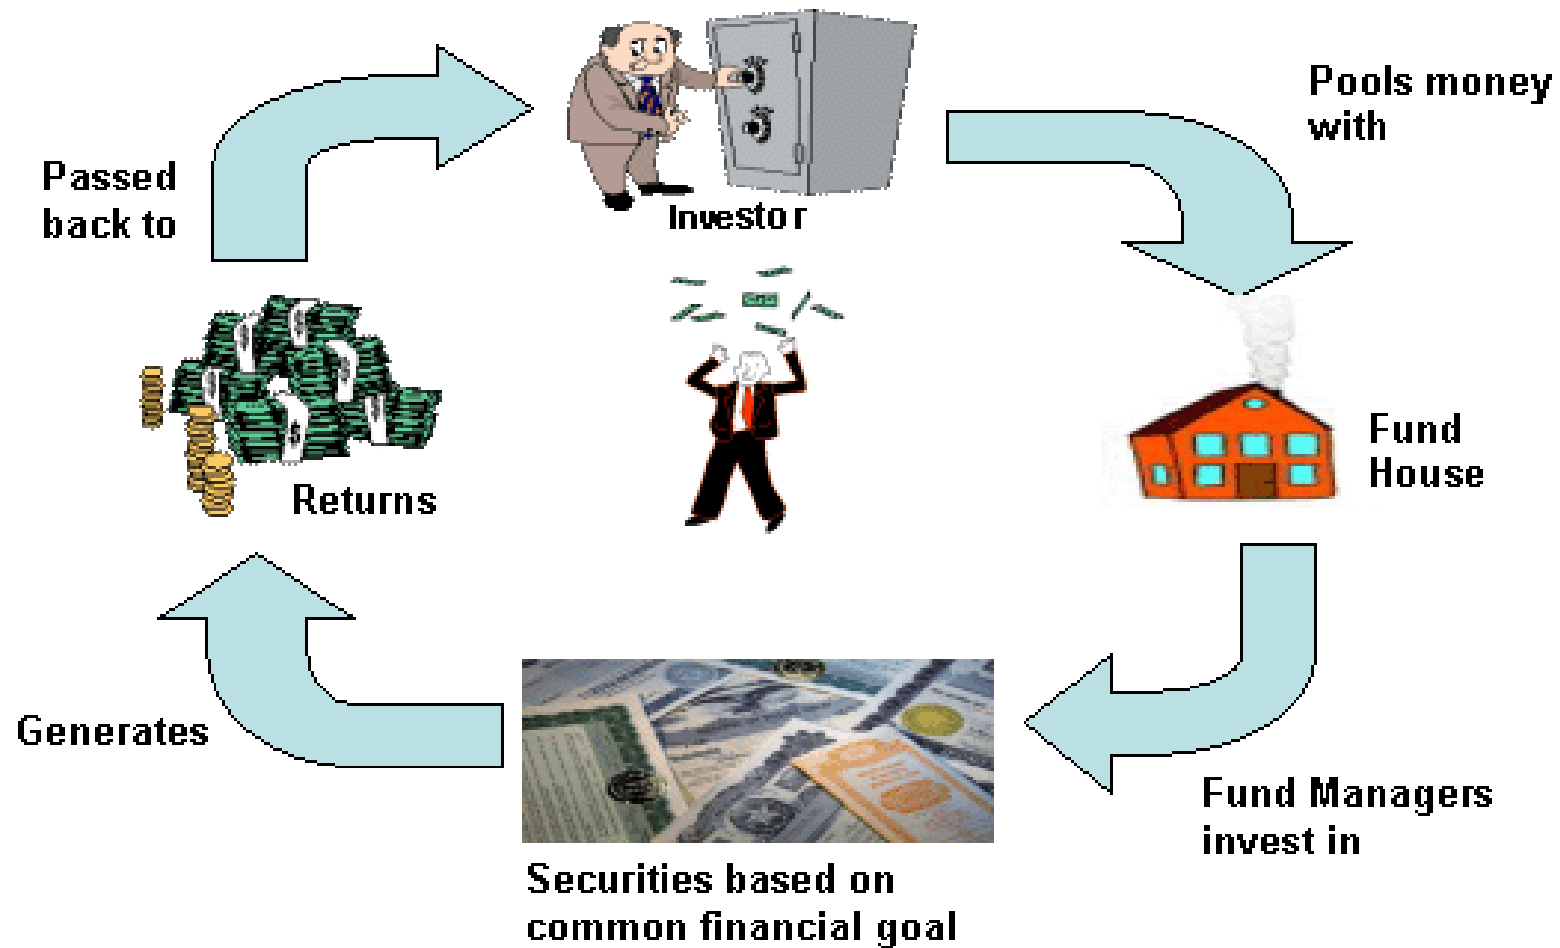 Investor
Pools money
with
Fund
House
Fund Managers
invest in
Securities based on
common financial goal
Generates
Returns
Passed
back to